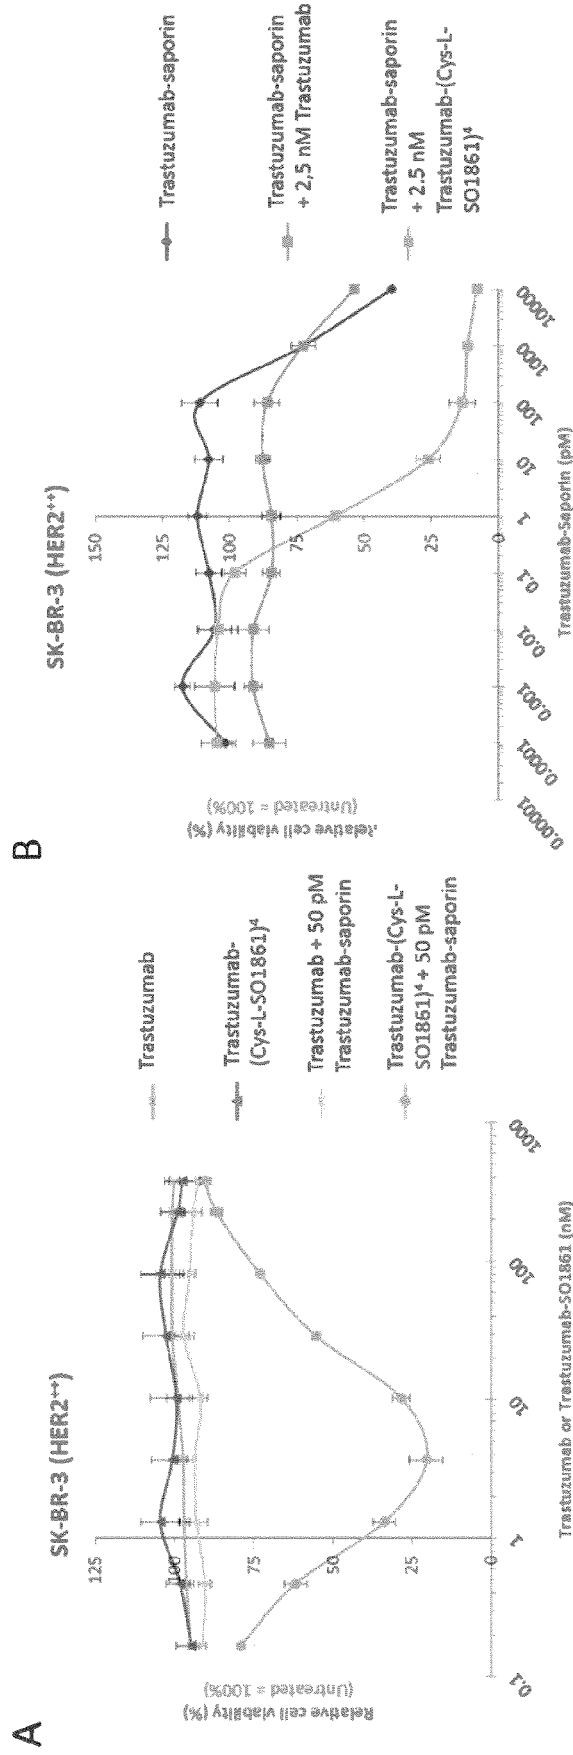 A
SK-BR-3 (HER2⁺⁺)
Relative cell viability (%)
(Untreated = 100%)
125
100
75
50
25
0
0.1
1
10
100
1000
Trastuzumab or Trastuzumab-SO1861 (nM)
Trastuzumab
Trastuzumab-
(Cys-L-SO1861)⁴
Trastuzumab + 50 pM
Trastuzumab-saporin
Trastuzumab-(Cys-L-
SO1861)⁴ + 50 pM
Trastuzumab-saporin
B
SK-BR-3 (HER2⁺⁺)
Relative cell viability (%)
(Untreated = 100%)
150
125
100
75
50
25
0
0.00001
0.0001
0.001
0.01
0.1
1
10
100
1000
10000
Trastuzumab-Saporin (pM)
Trastuzumab-saporin
Trastuzumab-saporin
+ 2,5 nM Trastuzumab
Trastuzumab-saporin
+ 2.5 nM
Trastuzumab-(Cys-L-
SO1861)⁴